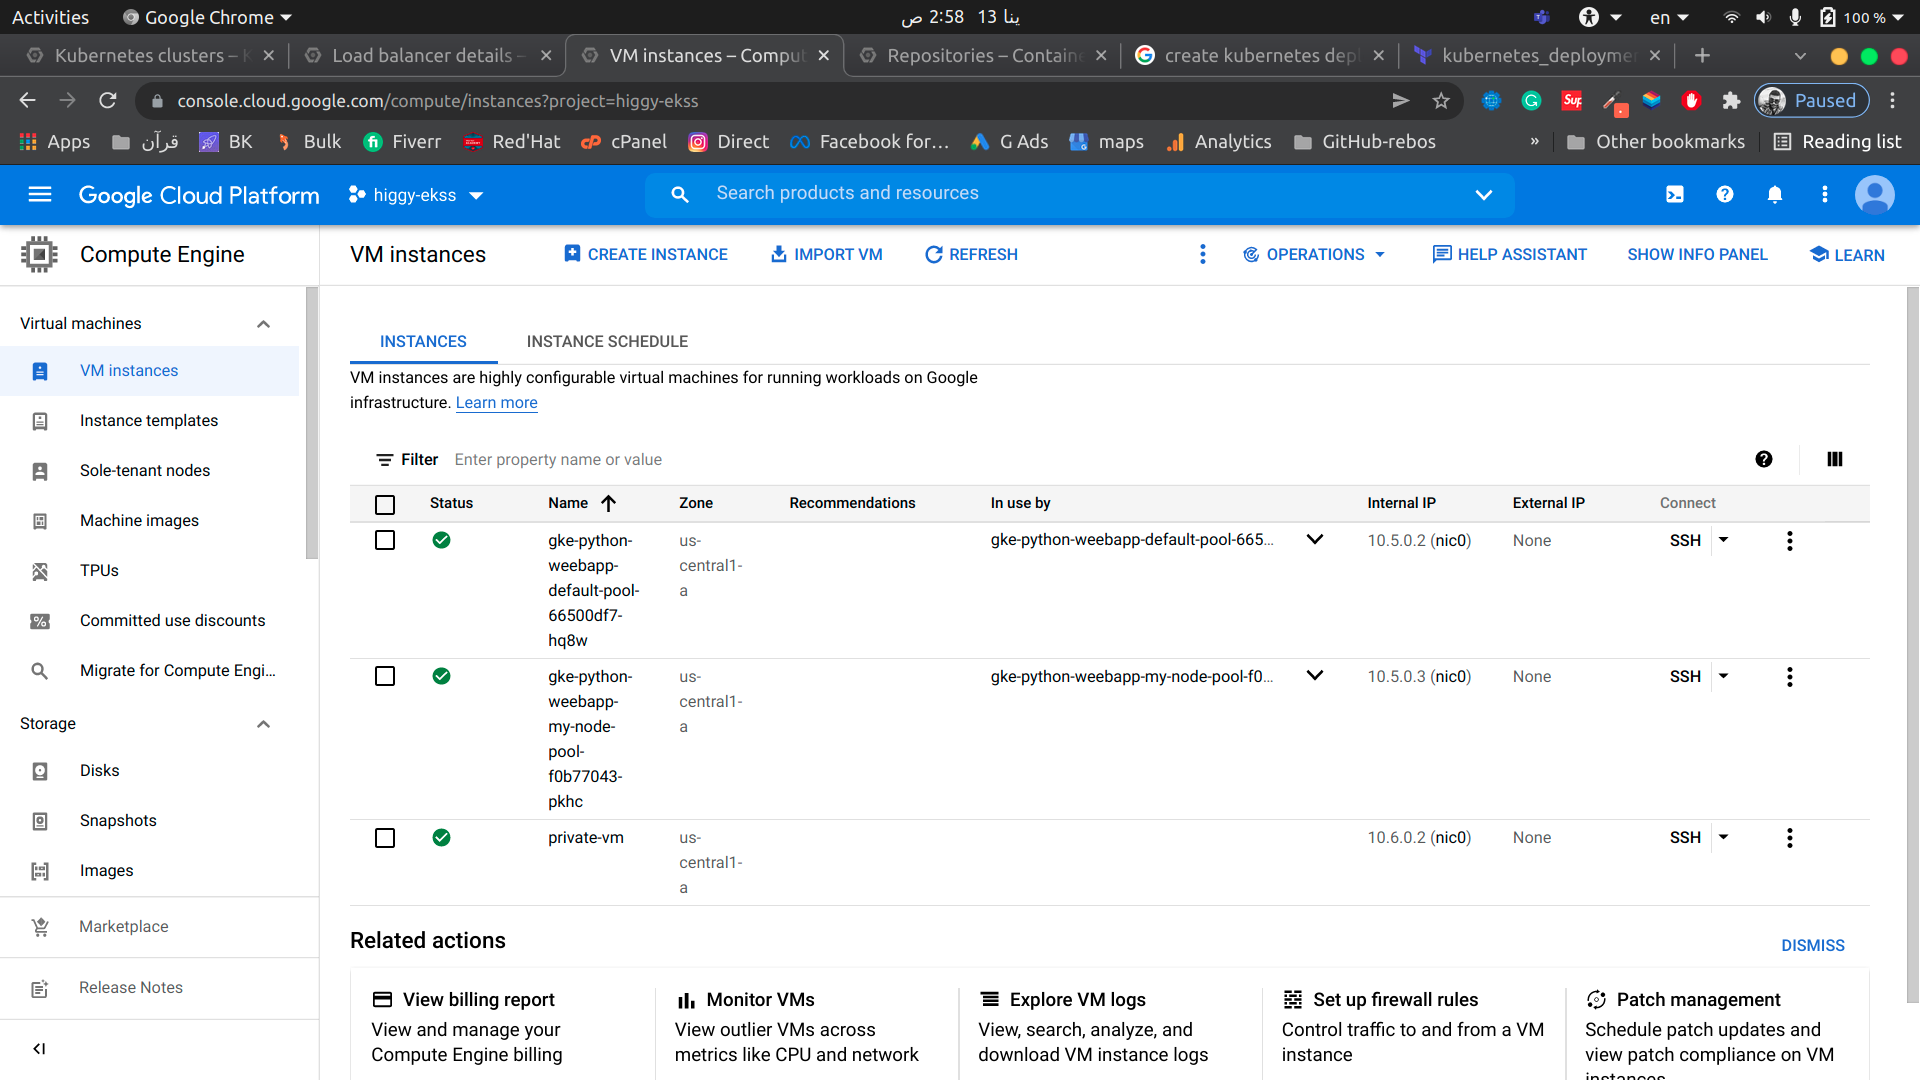 Activities
Google Chrome
ينا 13 2:58 ص
en
100 %
Kubernetes clusters – K
Load balancer details –
VM instances – Comput
Repositories – Containe
create kubernetes dep
kubernetes_deployme
console.cloud.google.com/compute/instances?project=higgy-ekss
Paused
Apps
قرآن
BK
Bulk
Fiverr
Red'Hat
cPanel
Direct
Facebook for…
G Ads
maps
Analytics
GitHub-rebos
»
Other bookmarks
Reading list
Google Cloud Platform
higgy-ekss
Search products and resources
Compute Engine
VM instances
CREATE INSTANCE
IMPORT VM
REFRESH
OPERATIONS
HELP ASSISTANT
SHOW INFO PANEL
LEARN
Virtual machines
VM instances
Instance templates
Sole-tenant nodes
Machine images
TPUs
Committed use discounts
Migrate for Compute Engi...
Storage
Disks
Snapshots
Images
Marketplace
Release Notes
INSTANCES
INSTANCE SCHEDULE
VM instances are highly configurable virtual machines for running workloads on Google
infrastructure. Learn more
Filter
Enter property name or value
Status
Name
Zone
Recommendations
In use by
Internal IP
External IP
Connect
gke-python-
weebapp-
default-pool-
66500df7-
hq8w
us-
central1-
a
gke-python-weebapp-default-pool-665...
10.5.0.2 (nic0)
None
SSH
gke-python-
weebapp-
my-node-
pool-
f0b77043-
pkhc
us-
central1-
a
gke-python-weebapp-my-node-pool-f0...
10.5.0.3 (nic0)
None
SSH
private-vm
us-
central1-
a
10.6.0.2 (nic0)
None
SSH
Related actions
DISMISS
View billing report
View and manage your
Compute Engine billing
Monitor VMs
View outlier VMs across
metrics like CPU and network
Explore VM logs
View, search, analyze, and
download VM instance logs
Set up firewall rules
Control traffic to and from a VM
instance
Patch management
Schedule patch updates and
view patch compliance on VM
instances